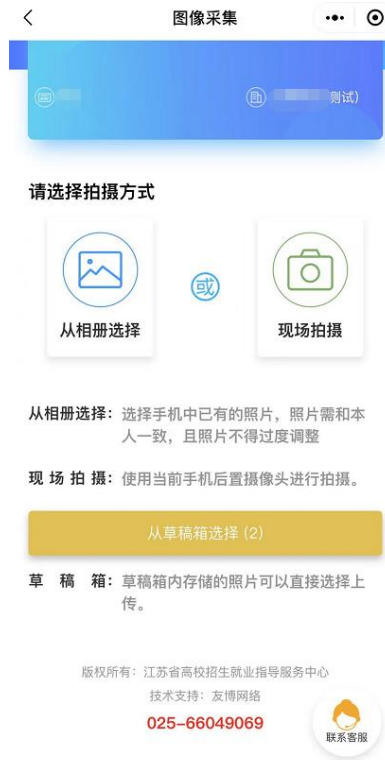 图像采集
测试）
请选择拍摄方式
从相册选择
或
现场拍摄
从相册选择：选择手机中已有的照片，照片需和本
人一致，且照片不得过度调整
现场拍摄：使用当前手机后置摄像头进行拍摄。
从草稿箱选择 (2)
草稿箱：草稿箱内存储的照片可以直接选择上
传。
版权所有：江苏省高校招生就业指导服务中心
技术支持：友博网络
025-66049069
联系客服